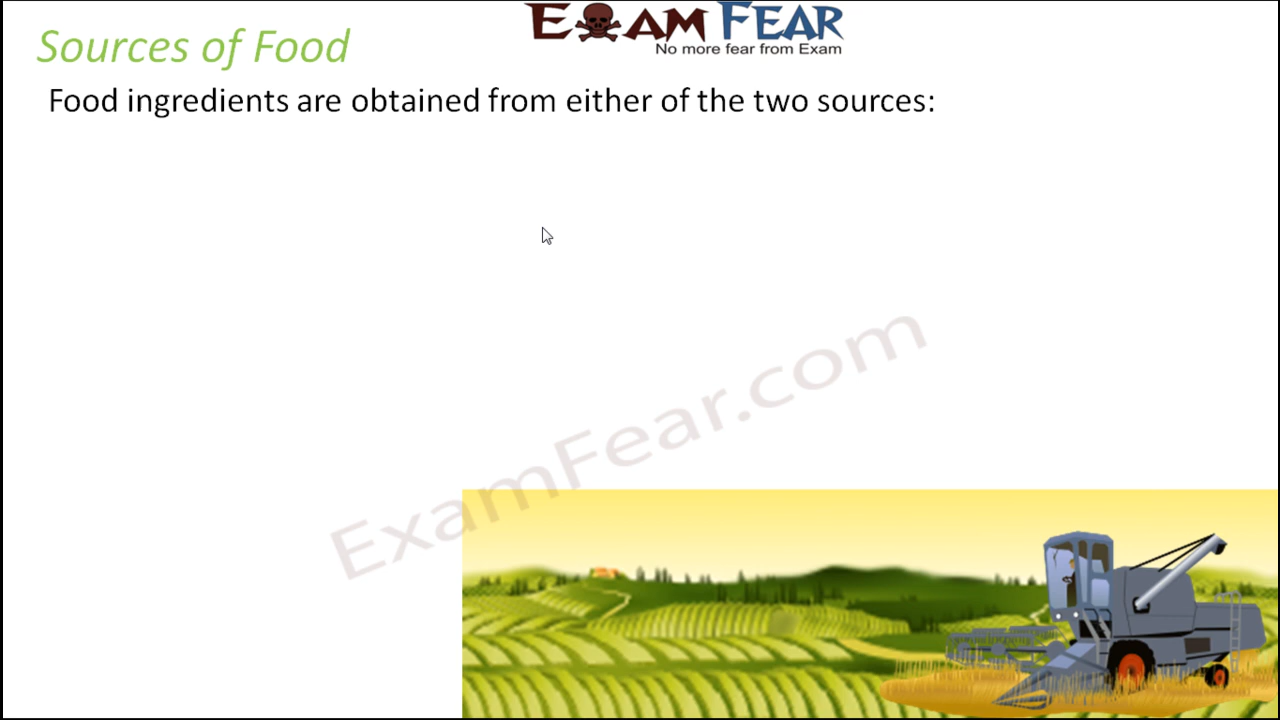 EXAM FEAR
Sources of Food
No more fear from Exam
Food ingredients are obtained from either of the two sources:
ExamFear.com